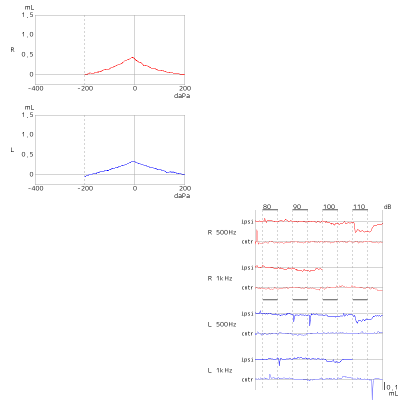 mL
1,5
1,0
R
0,5
0
-400 -200 0 200
daPa
mL
1,5
1,0
L
0,5
0
-400 -200 0 200
daPa
80 90 100 110 dB
ipsi
R 500Hz
cntr
ipsi
R 1kHz
cntr
ipsi
L 500Hz
cntr
ipsi
L 1kHz
cntr
0,1
mL